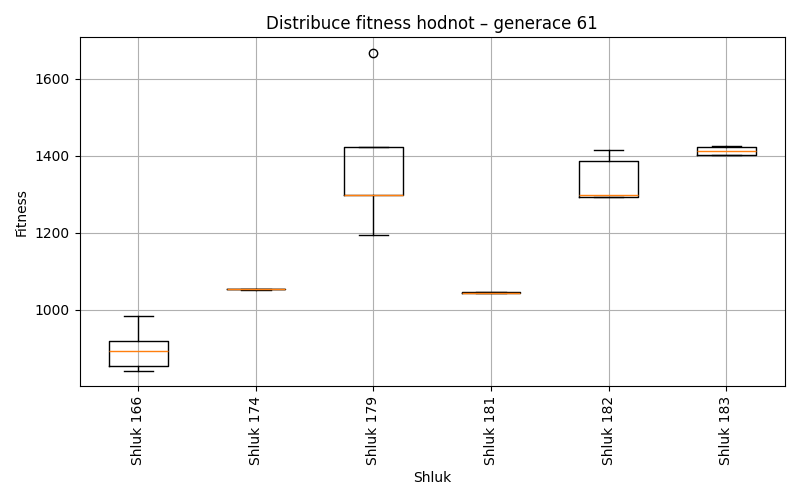 Distribuce fitness hodnot – generace 61
Fitness
1600
1400
1200
1000
Shluk 166
Shluk 174
Shluk 179
Shluk 181
Shluk 182
Shluk 183
Shluk